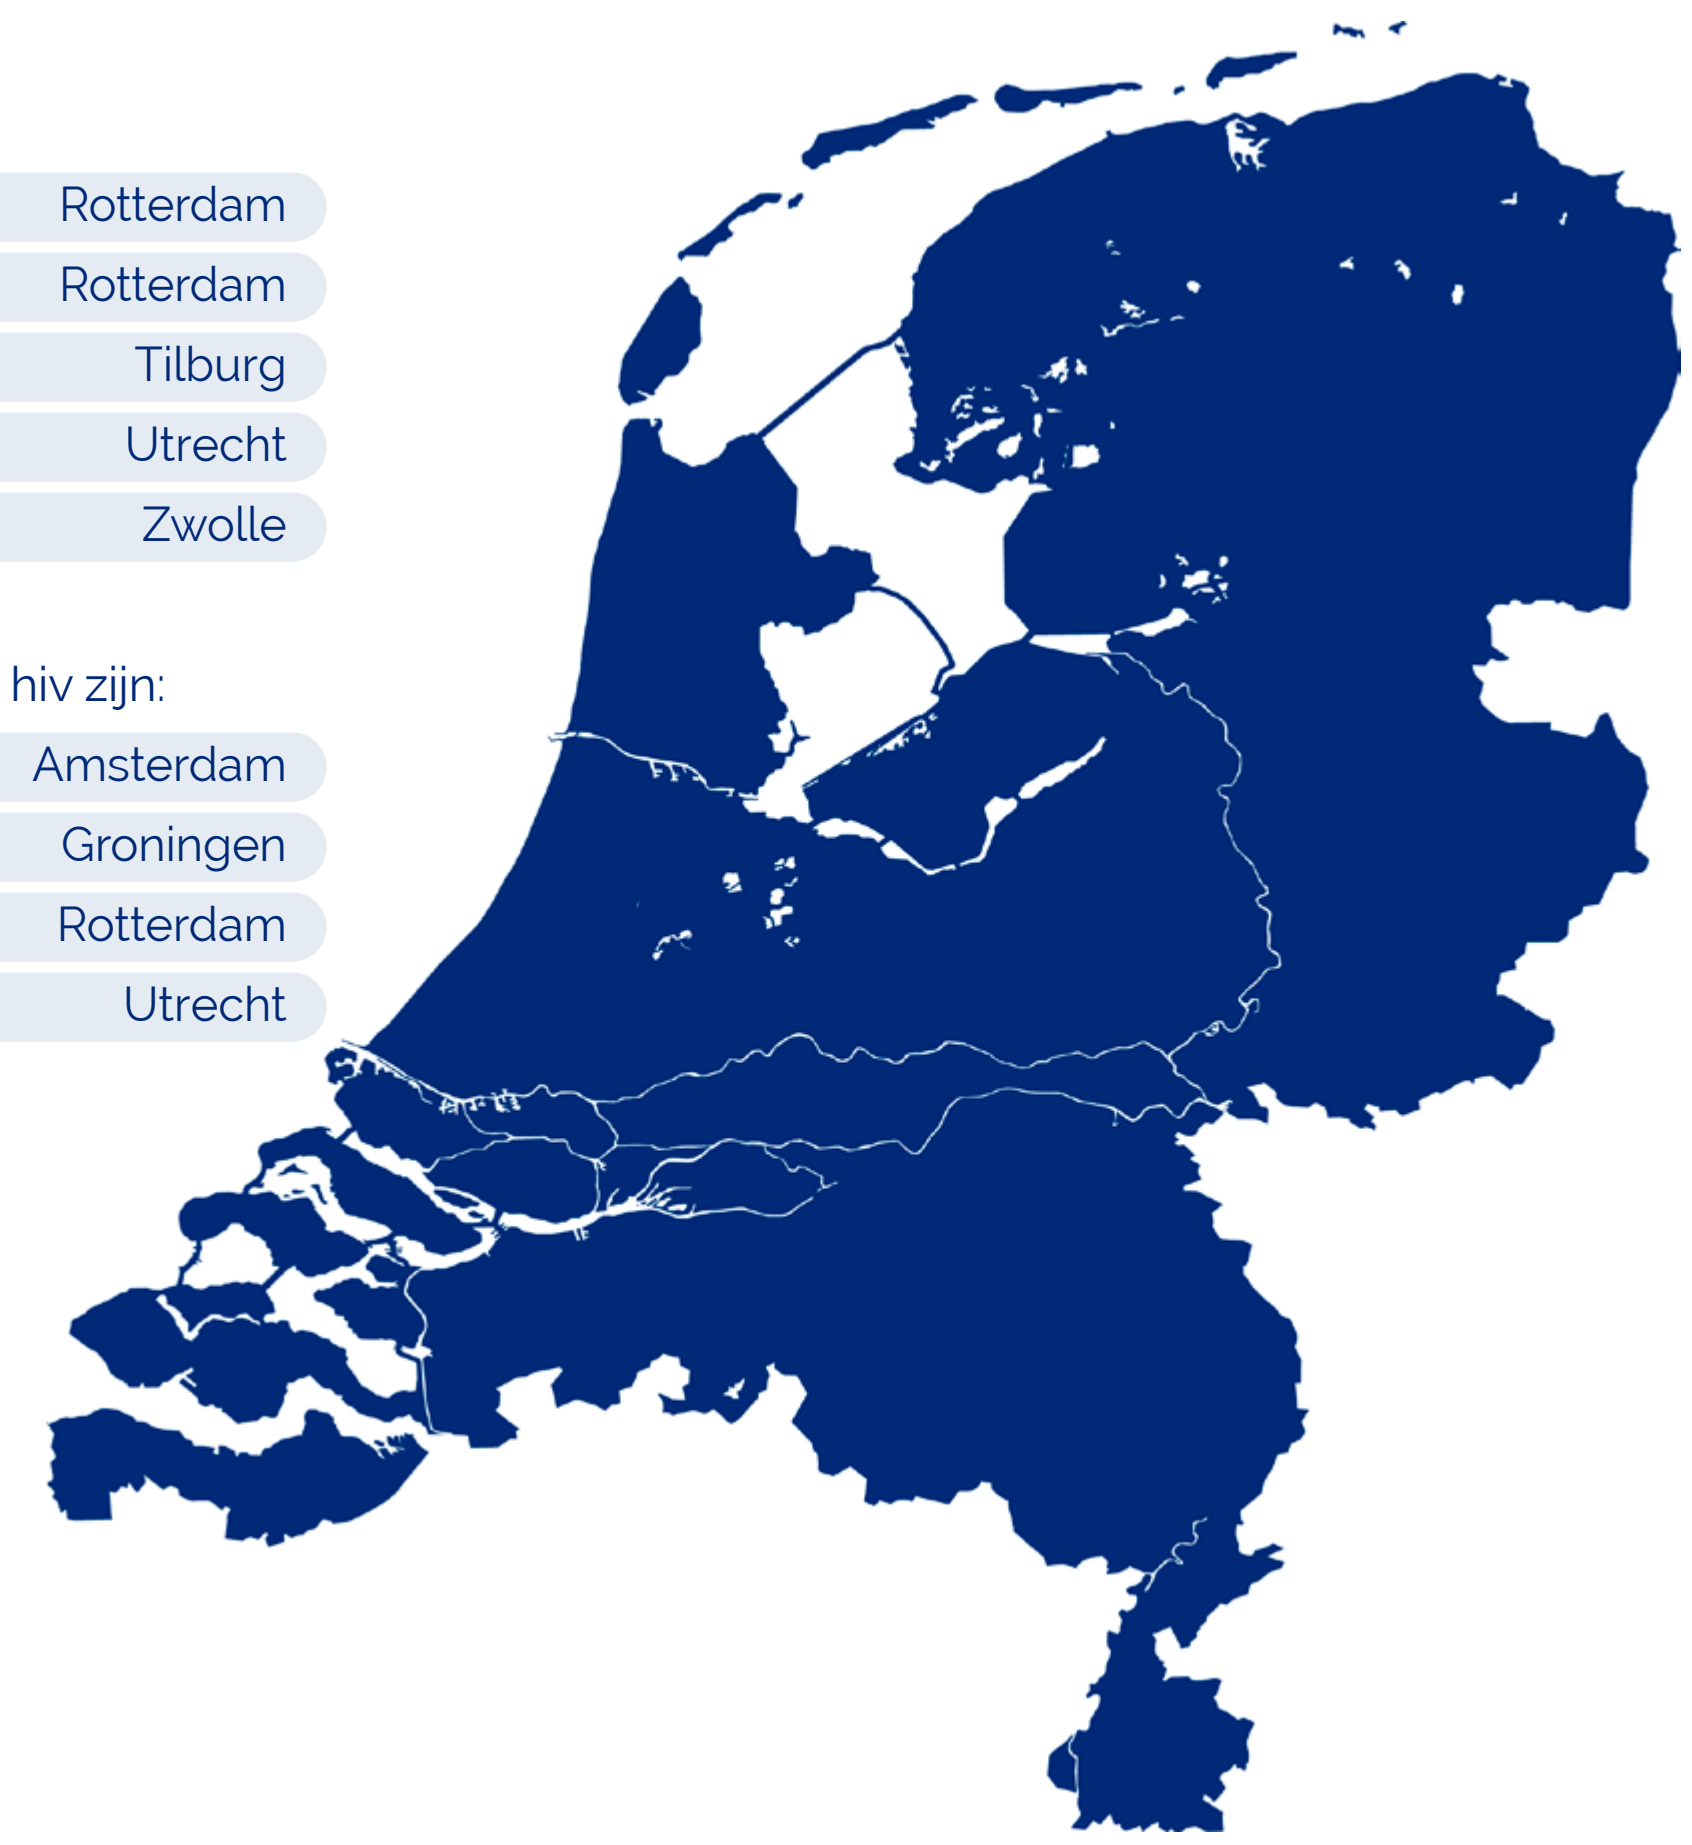 Rotterdam
Rotterdam
Tilburg
Utrecht
Zwolle
hiv zijn:
Amsterdam
Groningen
Rotterdam
Utrecht